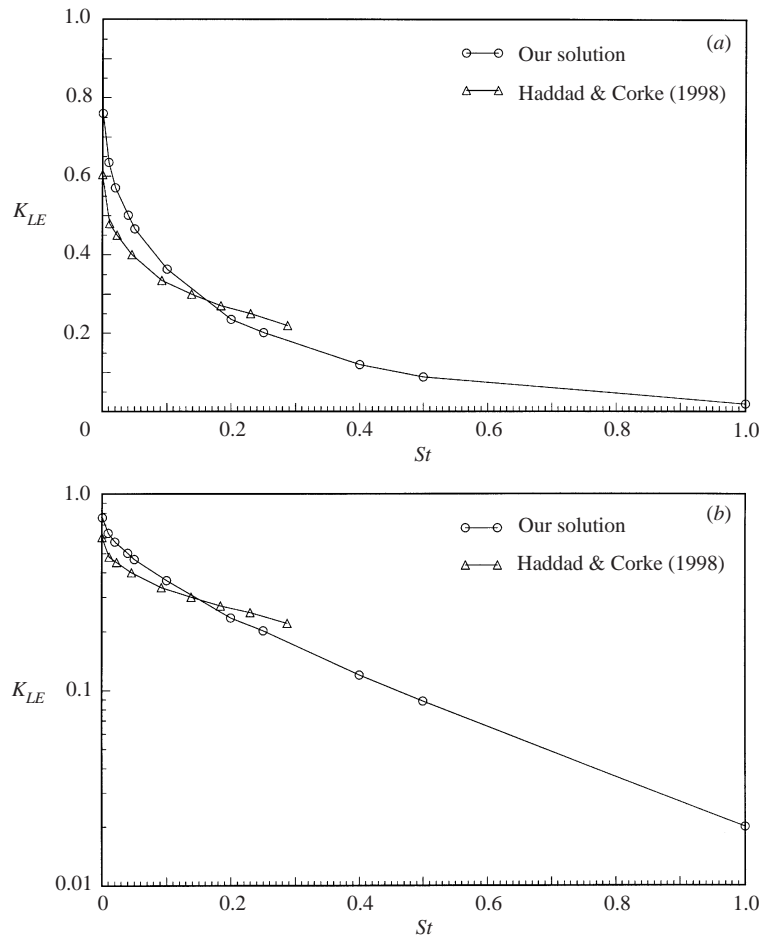 1.0
(a)
Our solution
Haddad & Corke (1998)
0.8
0.6
K_LE
0.4
0.2
0 0.2 0.4 0.6 0.8 1.0
St
1.0
(b)
Our solution
Haddad & Corke (1998)
K_LE 0.1
0.01
0 0.2 0.4 0.6 0.8 1.0
St